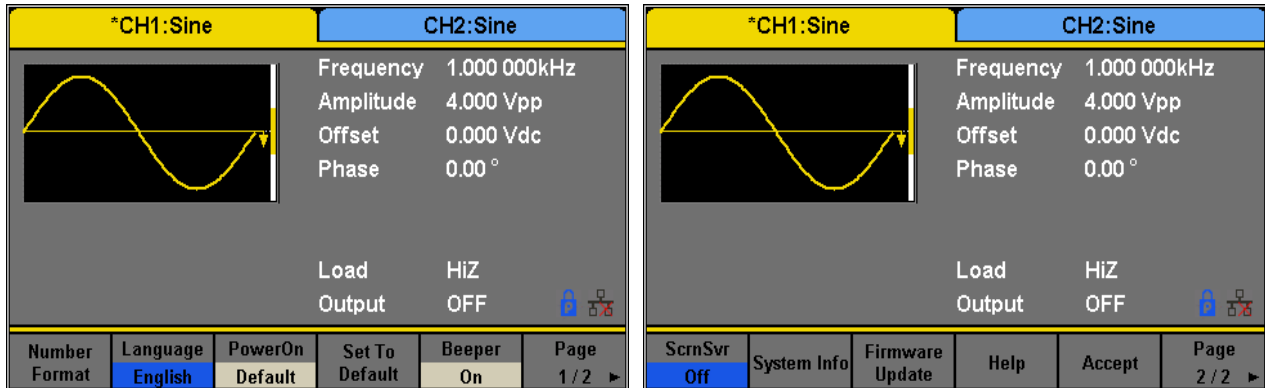 *CH1:Sine
CH2:Sine
Frequency 1.000 000kHz
Amplitude 4.000 Vpp
Offset 0.000 Vdc
Phase 0.00 °
Load HiZ
Output OFF
P
Number Format
Language English
PowerOn Default
Set To Default
Beeper On
Page 1 / 2 ►
*CH1:Sine
CH2:Sine
Frequency 1.000 000kHz
Amplitude 4.000 Vpp
Offset 0.000 Vdc
Phase 0.00 °
Load HiZ
Output OFF
P
ScrnSvr Off
System Info
Firmware Update
Help
Accept
Page 2 / 2 ►